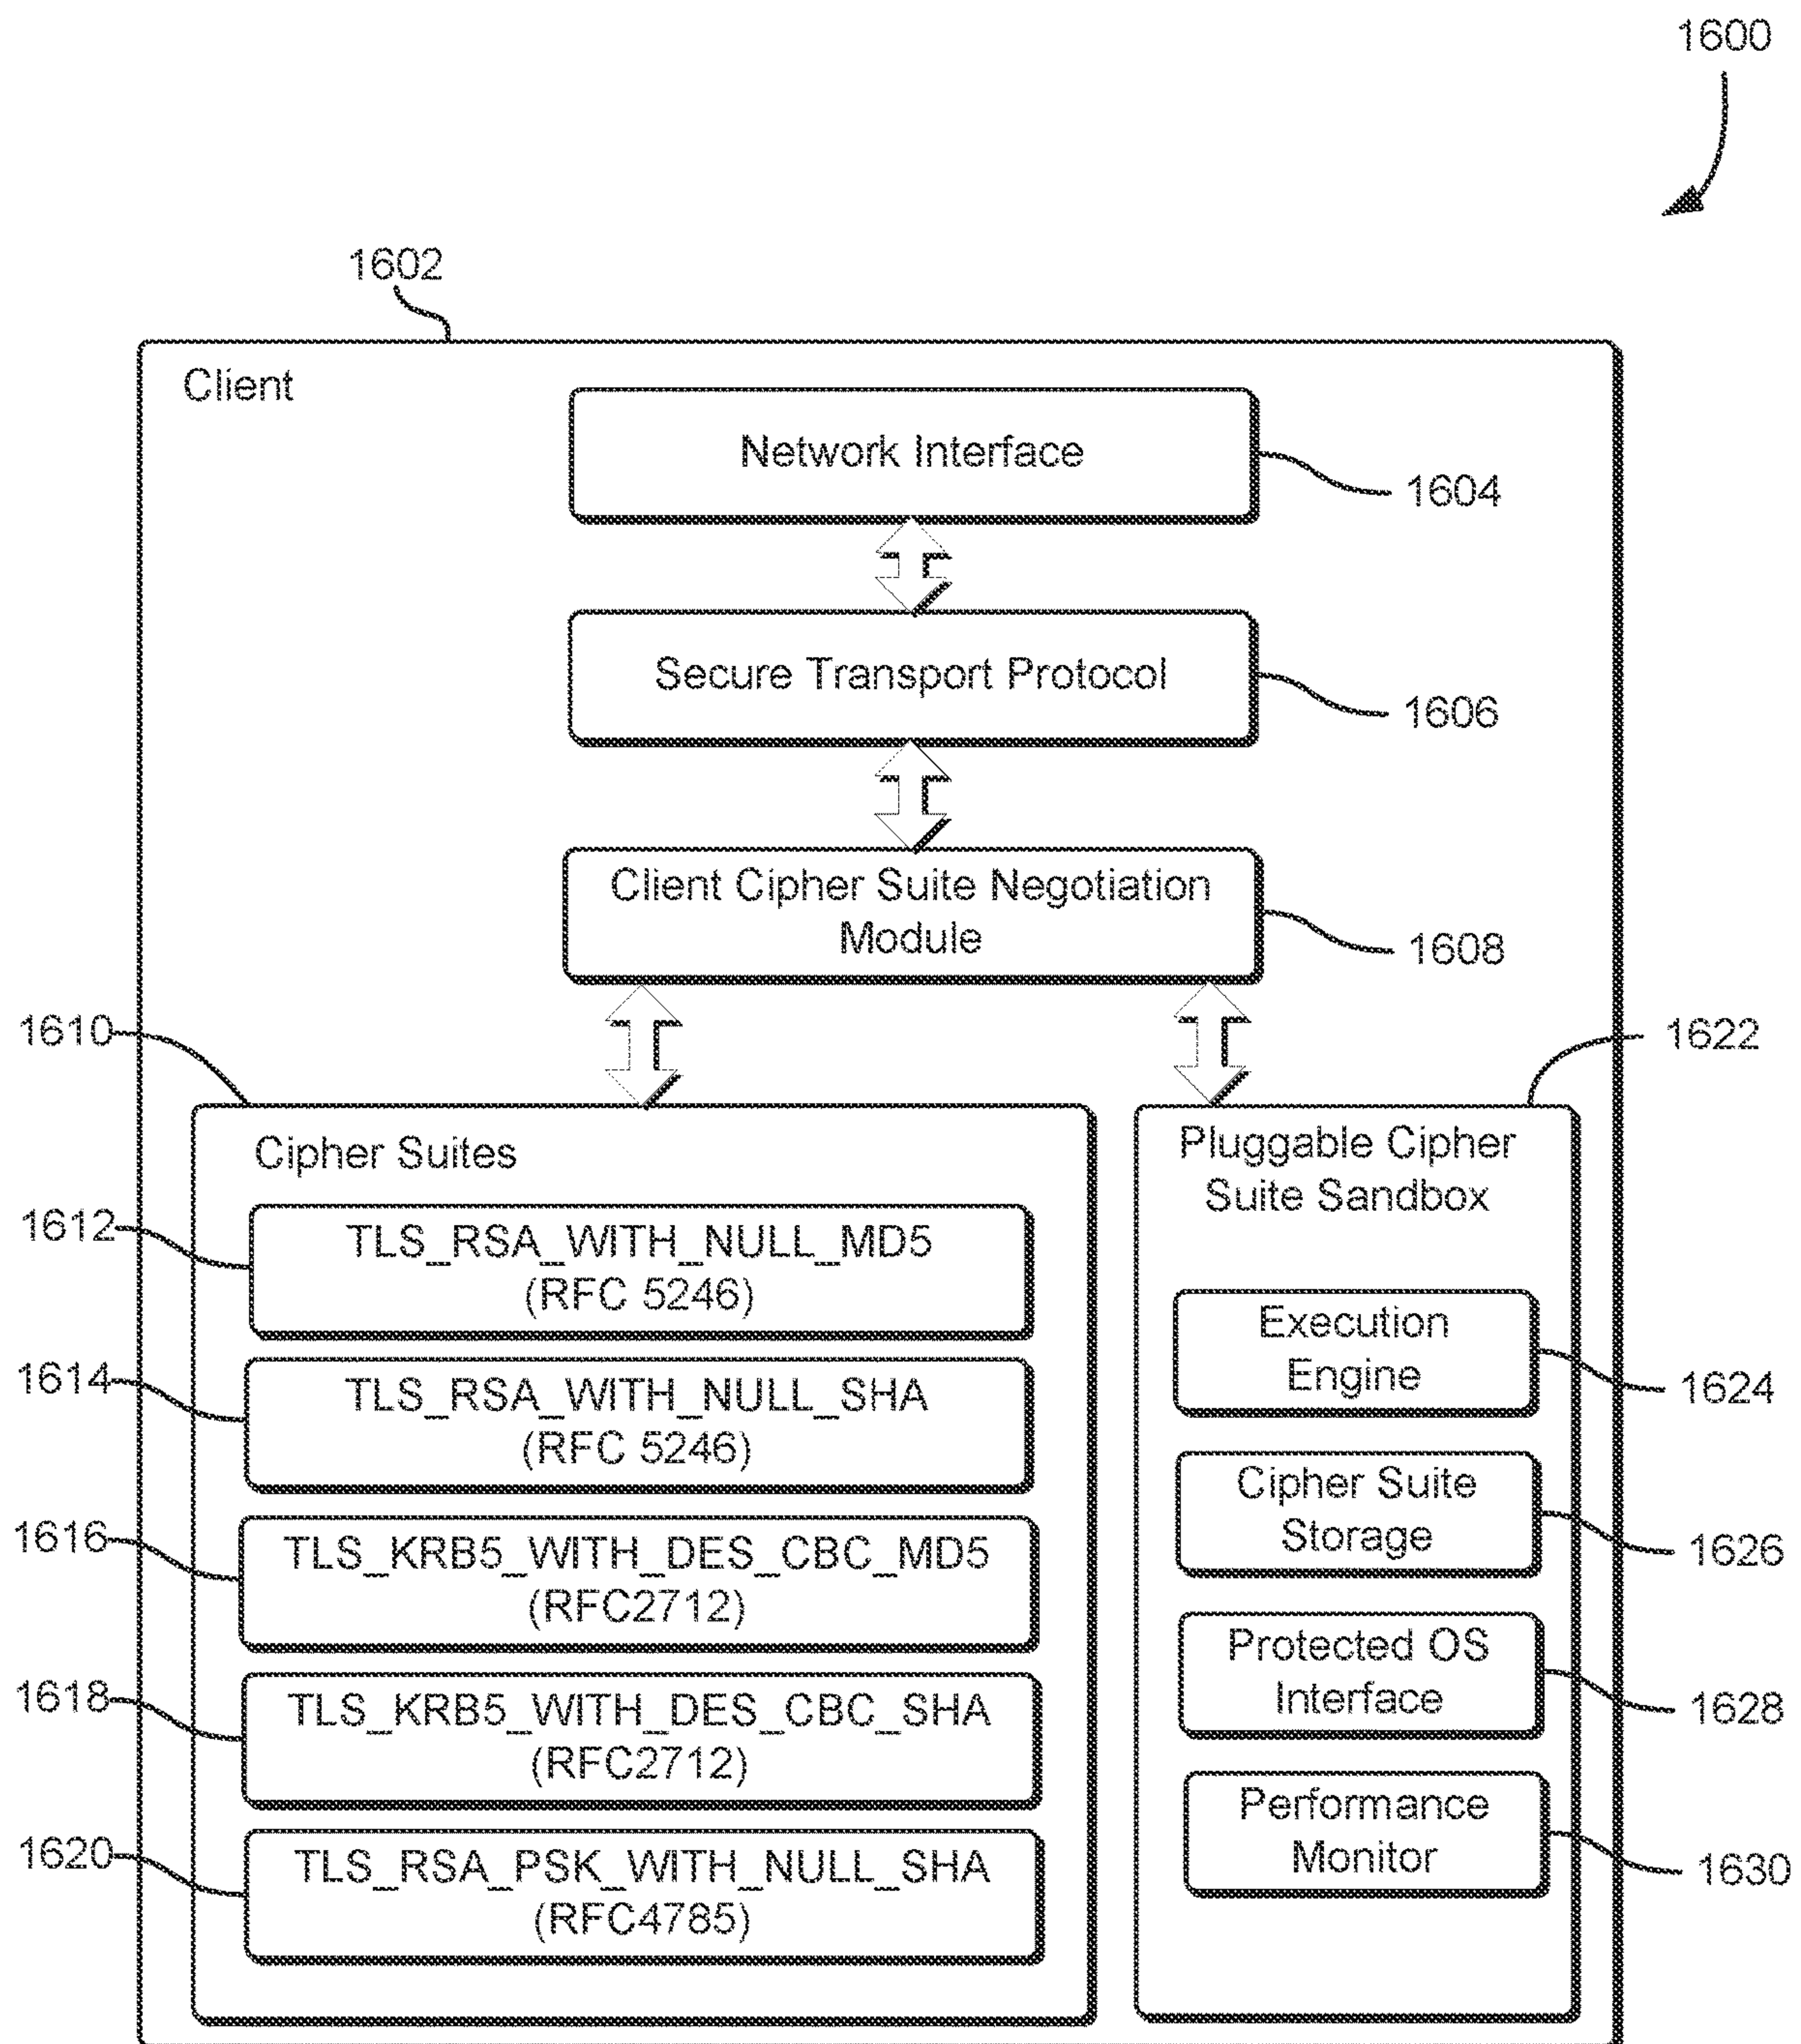 1600
1602
Client
Network Interface
1604
Secure Transport Protocol
1606
Client Cipher Suite Negotiation
Module
1608
1610
1622
Cipher Suites
1612
TLS_RSA_WITH_NULL_MD5
(RFC 5246)
1614
TLS_RSA_WITH_NULL_SHA
(RFC 5246)
1616
TLS_KRB5_WITH_DES_CBC_MD5
(RFC2712)
1618
TLS_KRB5_WITH_DES_CBC_SHA
(RFC2712)
1620
TLS_RSA_PSK_WITH_NULL_SHA
(RFC4785)
Pluggable Cipher
Suite Sandbox
Execution
Engine
1624
Cipher Suite
Storage
1626
Protected OS
Interface
1628
Performance
Monitor
1630